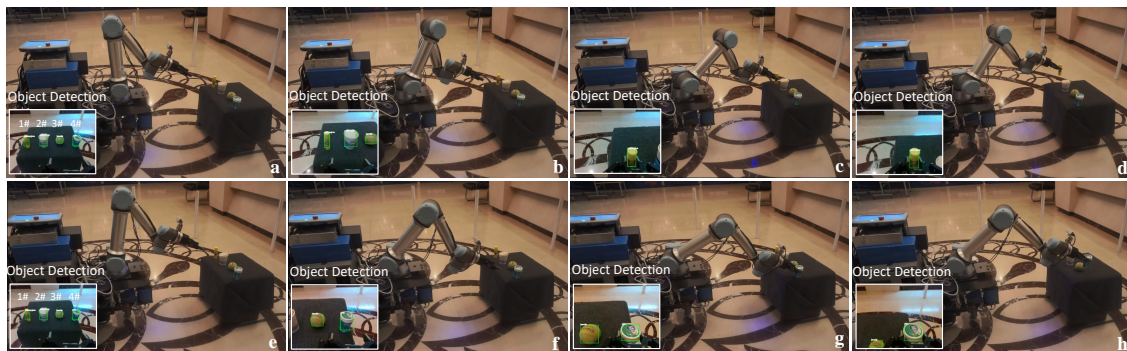 Object Detection
1# 2# 3# 4#
a
Object Detection
b
Object Detection
c
Object Detection
d
Object Detection
1# 2# 3# 4#
e
Object Detection
f
Object Detection
g
Object Detection
h